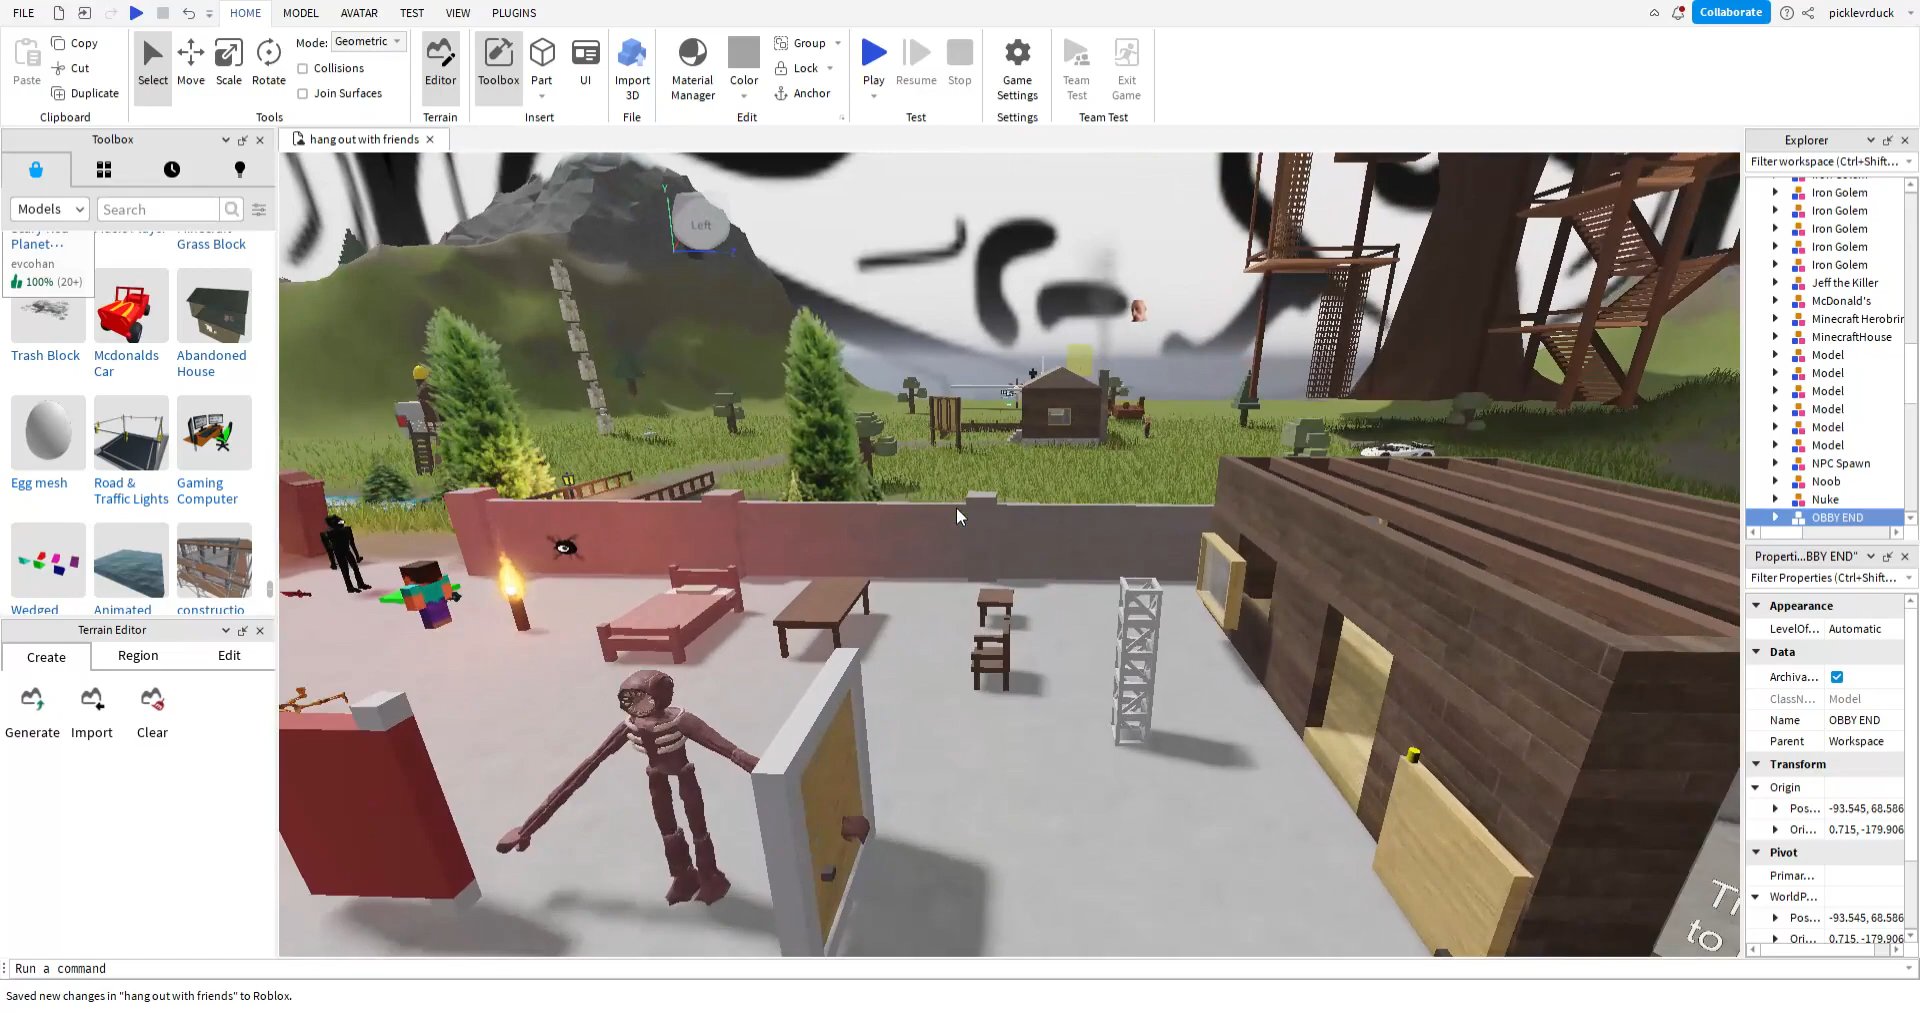 FILE
HOME
MODEL
AVATAR
TEST
VIEW
PLUGINS
Collaborate
picklevrduck
Paste
Copy
Cut
Duplicate
Clipboard
Select
Move
Scale
Rotate
Mode: Geometric
Collisions
Join Surfaces
Tools
Editor
Terrain
Toolbox
Part
UI
Insert
Import
3D
File
Material
Manager
Color
Group
Lock
Anchor
Edit
Play
Resume
Stop
Test
Game
Settings
Settings
Team
Test
Exit
Game
Team Test
Toolbox
Models
Search
Planet...
evcohan
100% (20+)
Grass Block
Trash Block
Mcdonalds
Car
Abandoned
House
Egg mesh
Road &
Traffic Lights
Gaming
Computer
Wedged
Animated
constructio
Terrain Editor
Create
Region
Edit
Generate
Import
Clear
hang out with friends
Y
Left
Z
to
Explorer
Filter workspace (Ctrl+Shift...
Iron Golem
Iron Golem
Iron Golem
Iron Golem
Iron Golem
Iron Golem
Jeff the Killer
McDonald's
Minecraft Herobrin
MinecraftHouse
Model
Model
Model
Model
Model
Model
NPC Spawn
Noob
Nuke
OBBY END
Properti...BBY END"
Filter Properties (Ctrl+Shift...
Appearance
LevelOf... Automatic
Data
Archiva...
ClassN... Model
Name OBBY END
Parent Workspace
Transform
Origin
Pos... -93.545, 68.586
Ori... 0.715, -179.906
Pivot
Primar...
WorldP...
Pos... -93.545, 68.586
Ori... 0.715, -179.906
Run a command
Saved new changes in "hang out with friends" to Roblox.